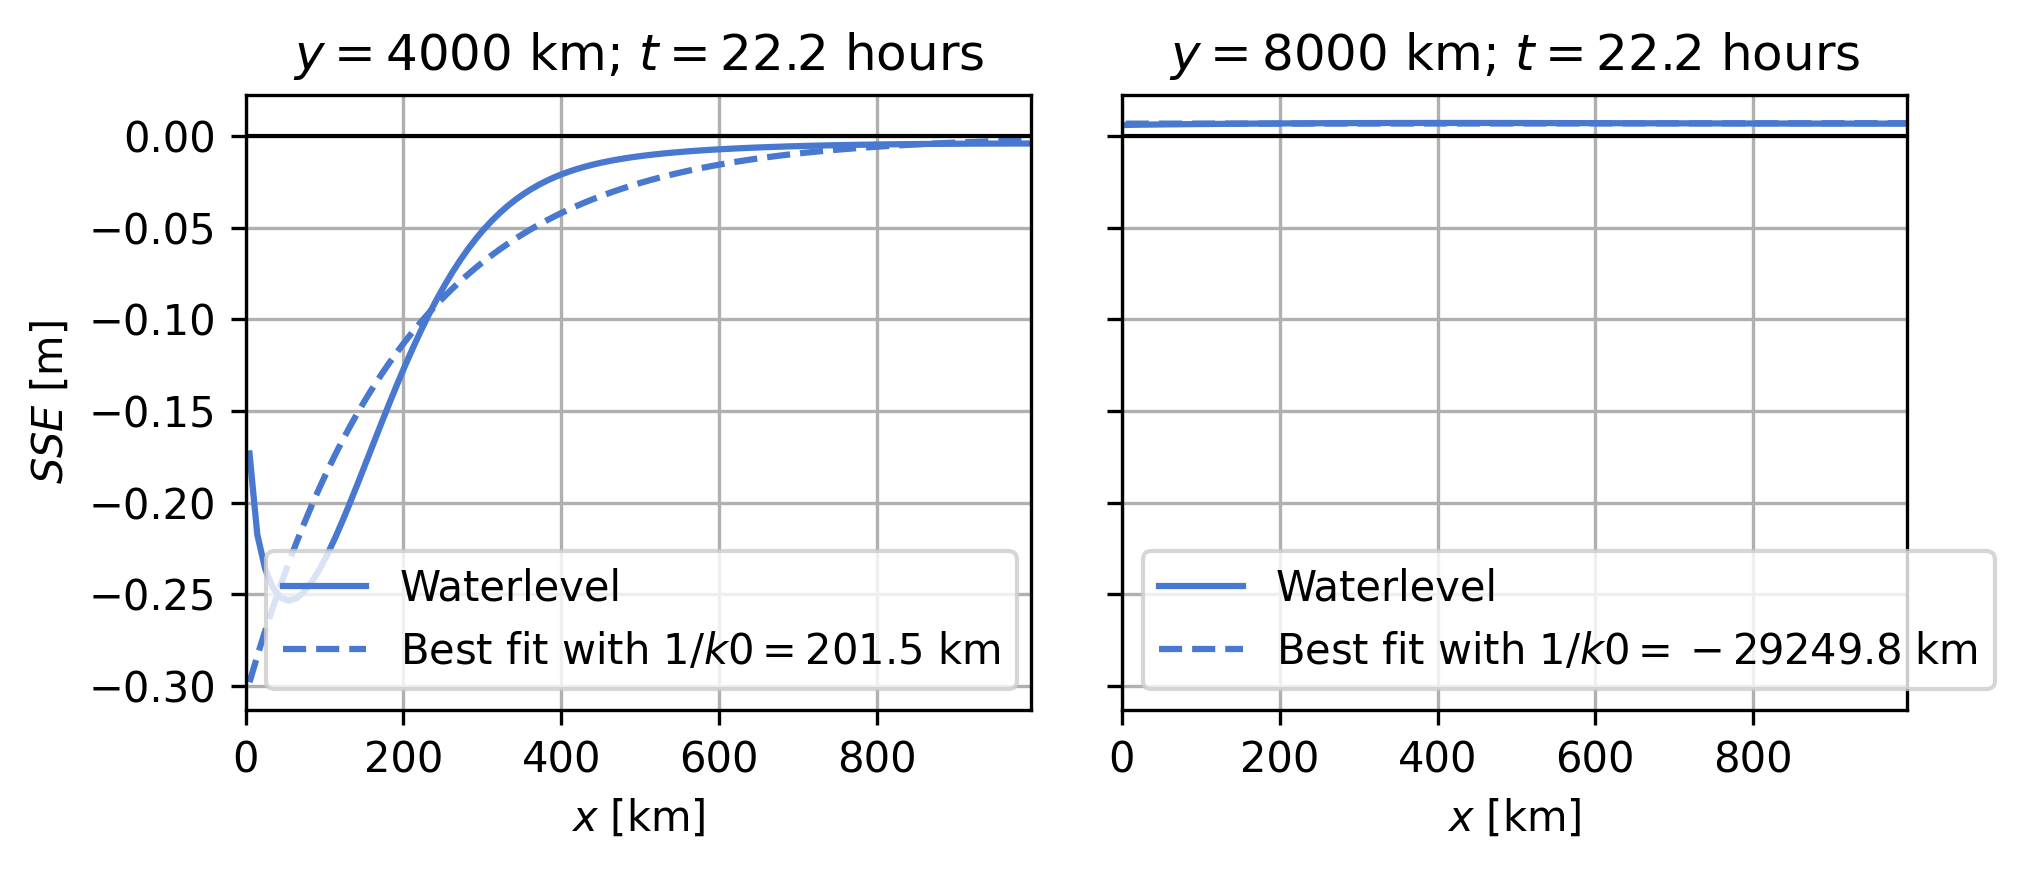 y = 4000 km; t = 22.2 hours
0.00
−0.05
−0.10
−0.15
−0.20
−0.25
−0.30
SSE [m]
Waterlevel
Best fit with 1/k0 = 201.5 km
0 200 400 600 800
x [km]
y = 8000 km; t = 22.2 hours
Waterlevel
Best fit with 1/k0 = −29249.8 km
0 200 400 600 800
x [km]